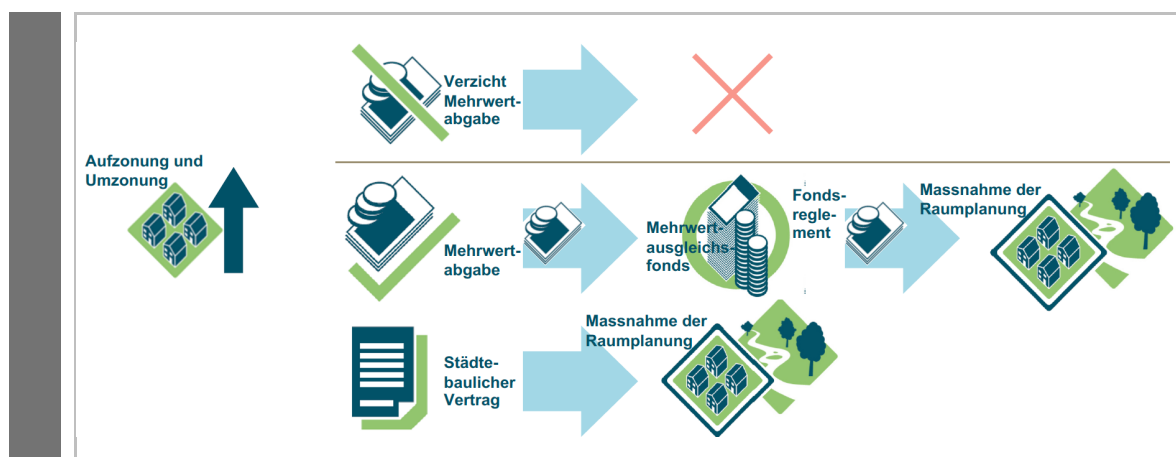 Verzicht
Mehrwert-
abgabe
Aufzonung und
Umzonung
Mehrwert-
abgabe
Mehrwert-
ausgleichs-
fonds
Fonds-
regle-
ment
Massnahme der
Raumplanung
Städte-
baulicher
Vertrag
Massnahme der
Raumplanung